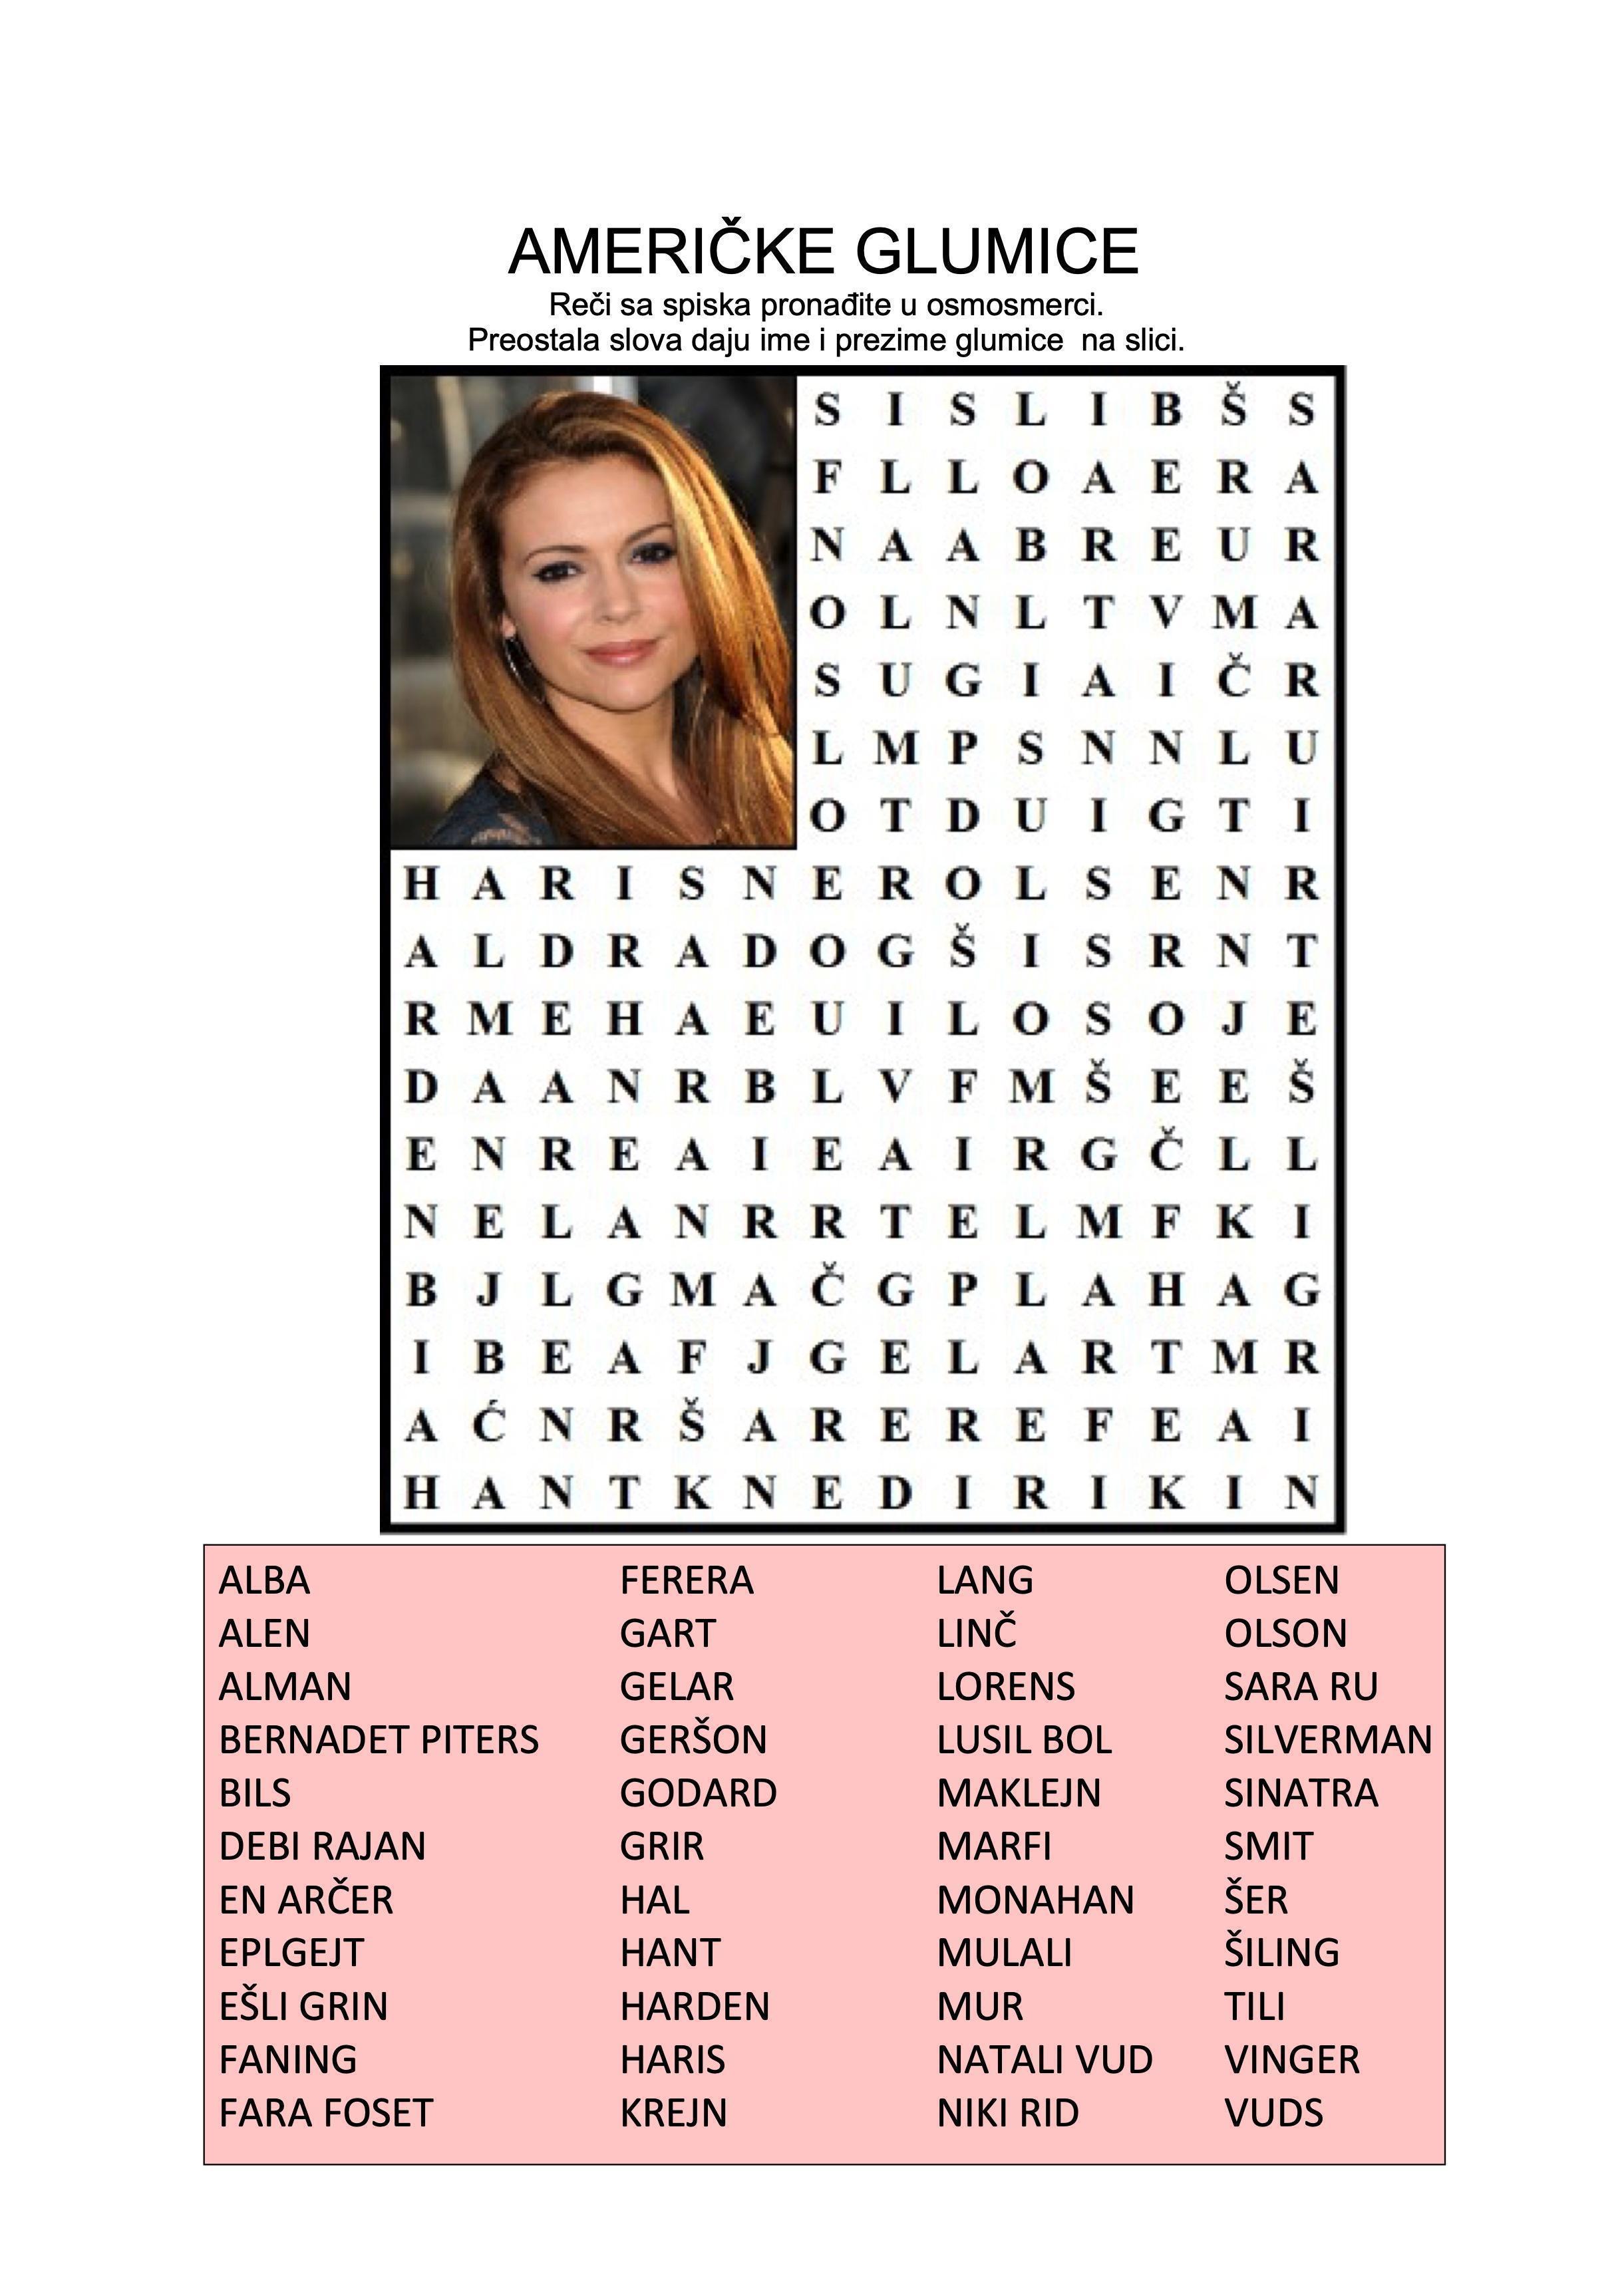 AMERIČKE GLUMICE
Reči sa spiska pronađite u osmosmerci.
Preostala slova daju ime i prezime glumice  na slici.
S I S L I B Š S
F L L O A E R A
N A A B R E U R
O L N L T V M A
S U G I A I Č R
L M P S N N L U
O T D U I G T I
H A R I S N E R O L S E N R
A L D R A D O G Š I S R N T
R M E H A E U I L O S O J E
D A A N R B L V F M Š E E Š
E N R E A I E A I R G Č L L
N E L A N R R T E L M F K I
B J L G M A Č G P L A H A G
I B E A F J G E L A R T M R
A Ć N R Š A R E R E F E A I
H A N T K N E D I R I K I N
ALBA FERERA LANG OLSEN
ALEN GART LINČ OLSON
ALMAN GELAR LORENS SARA RU
BERNADET PITERS GERŠON LUSIL BOL SILVERMAN
BILS GODARD MAKLEJN SINATRA
DEBI RAJAN GRIR MARFI SMIT
EN ARČER HAL MONAHAN ŠER
EPLGEJT HANT MULALI ŠILING
EŠLI GRIN HARDEN MUR TILI
FANING HARIS NATALI VUD VINGER
FARA FOSET KREJN NIKI RID VUDS